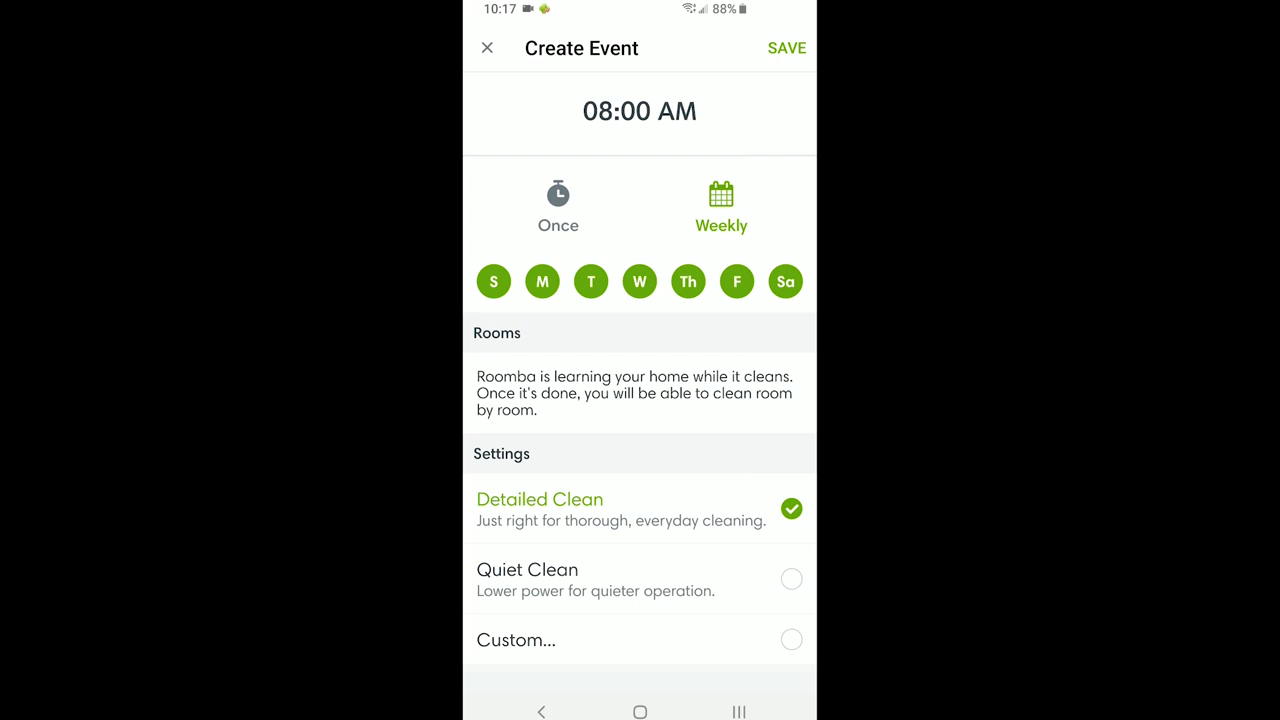 10:17 88%
Create Event SAVE
08:00 AM
Once Weekly
S M T W Th F Sa
Rooms
Roomba is learning your home while it cleans.
Once it's done, you will be able to clean room
by room.
Settings
Detailed Clean
Just right for thorough, everyday cleaning.
Quiet Clean
Lower power for quieter operation.
Custom...